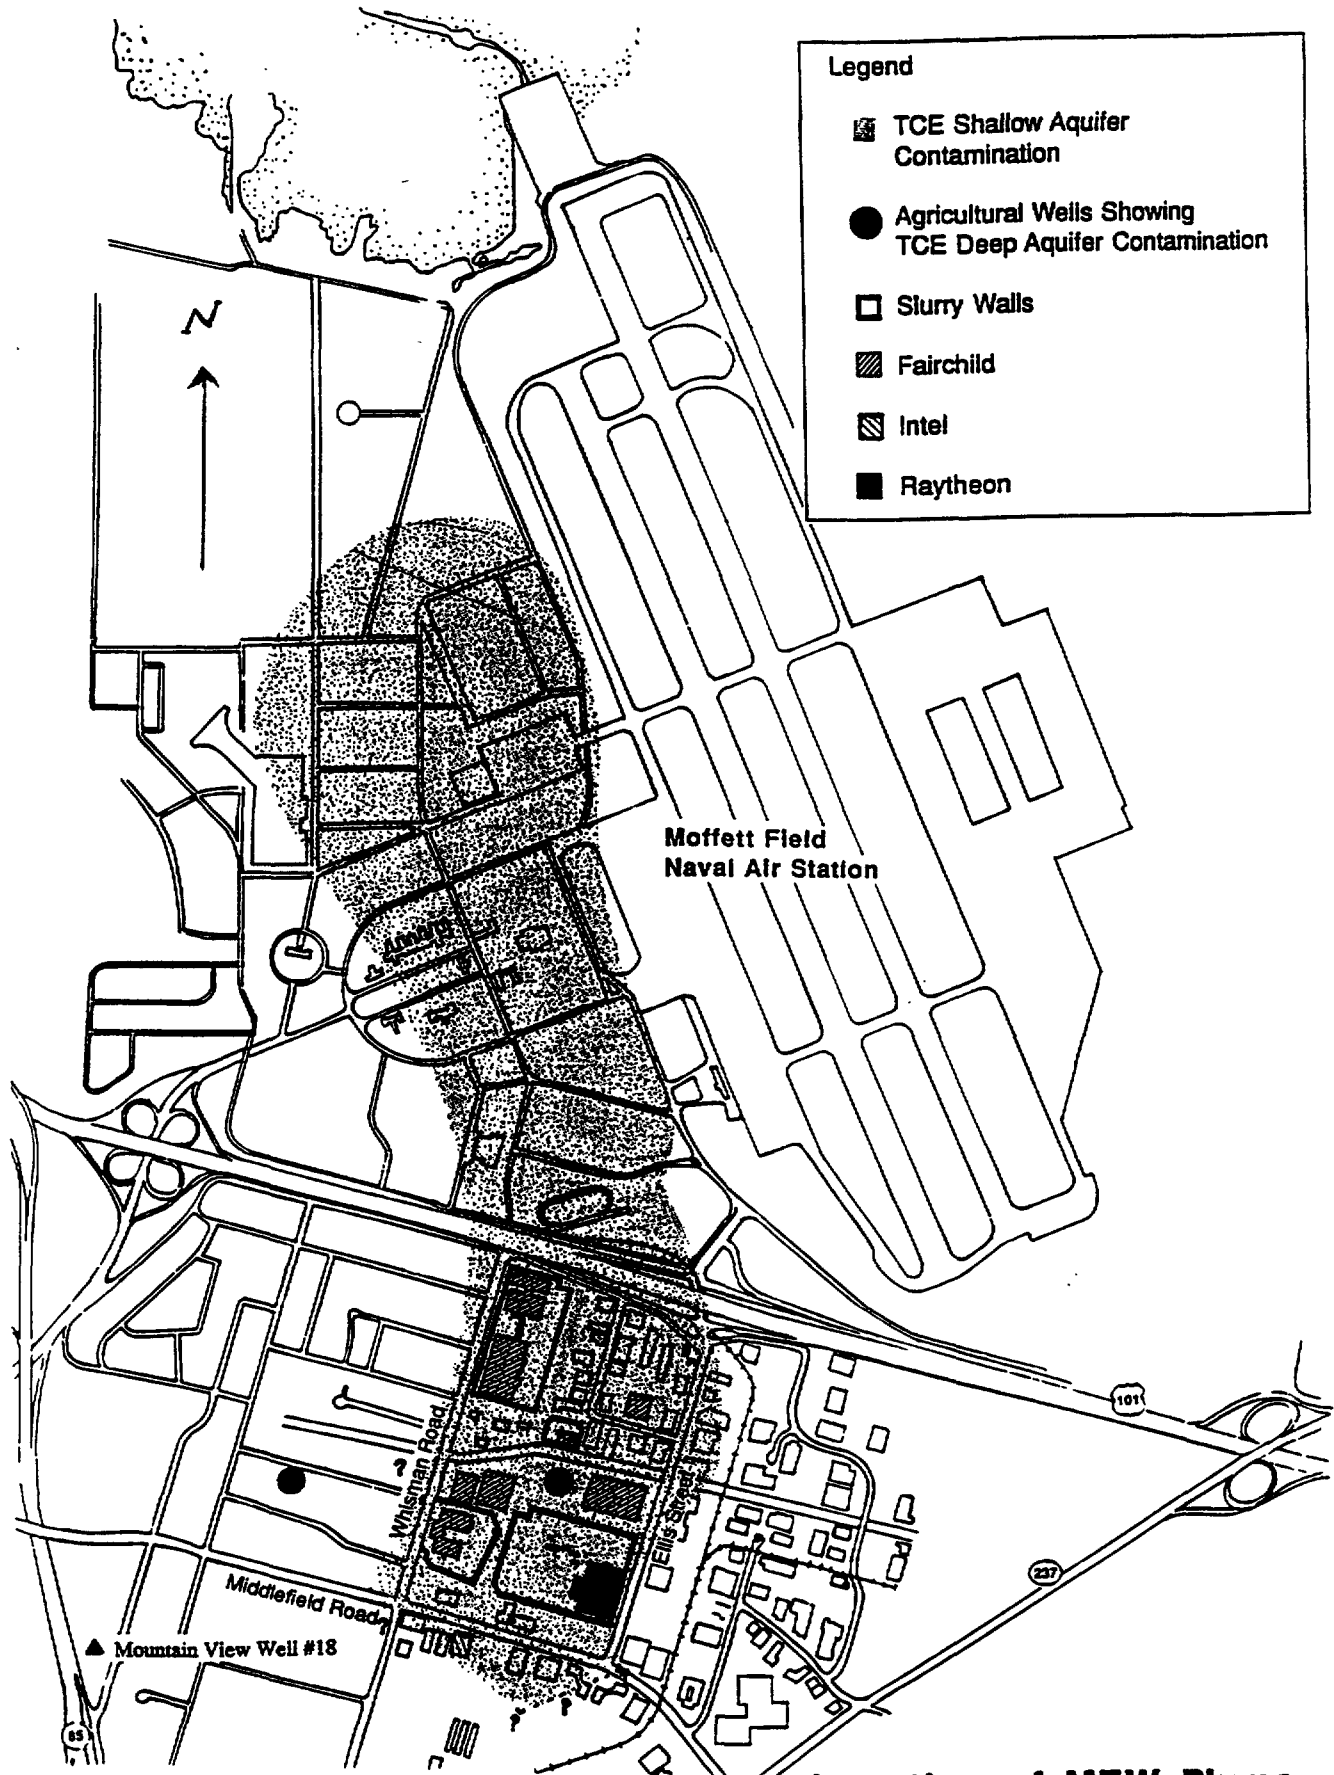 Legend
TCE Shallow Aquifer
Contamination
Agricultural Wells Showing
TCE Deep Aquifer Contamination
Slurry Walls
Fairchild
Intel
Raytheon
N
Moffett Field
Naval Air Station
101
?
Whisman Road
Ellis Street
237
Middlefield Road
?
Mountain View Well #18
?
?
85